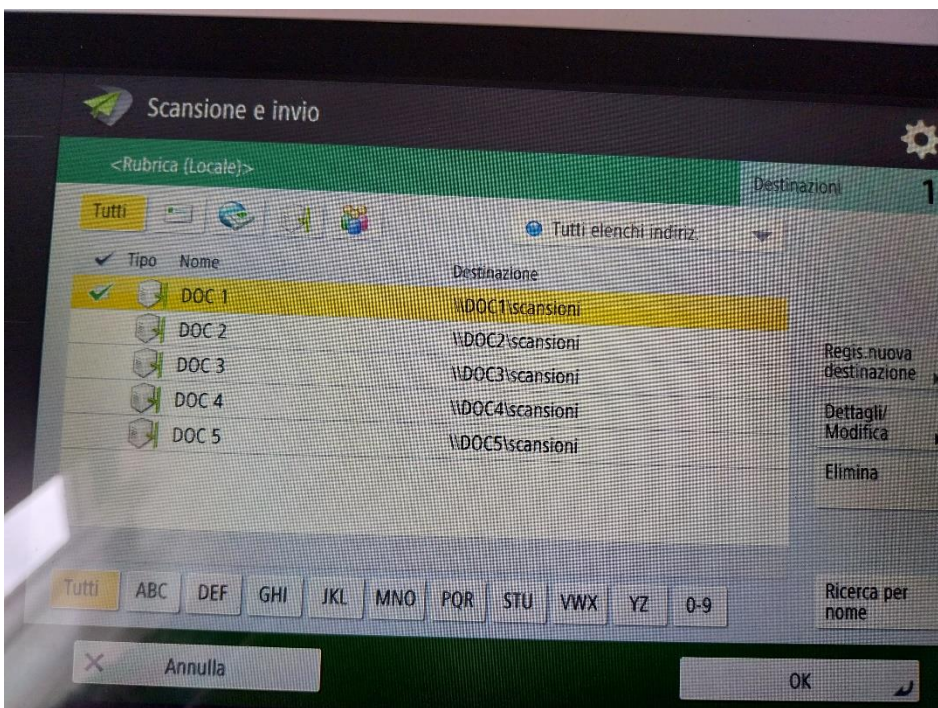 Scansione e invio
<Rubrica (Locale)>
Destinazioni 1
Tutti
Tutti elenchi indiriz.
Tipo Nome Destinazione
DOC 1 \\DOC1\scansioni
DOC 2 \\DOC2\scansioni
DOC 3 \\DOC3\scansioni
DOC 4 \\DOC4\scansioni
DOC 5 \\DOC5\scansioni
Regis.nuova
destinazione
Dettagli/
Modifica
Elimina
Tutti ABC DEF GHI JKL MNO PQR STU VWX YZ 0-9
Ricerca per
nome
Annulla
OK